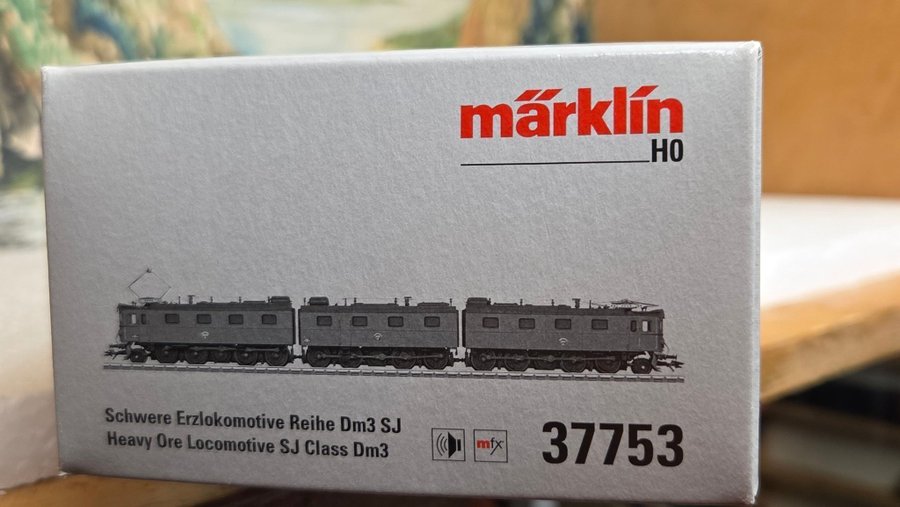 märklin
H0
Schwere Erzlokomotive Reihe Dm3 SJ
Heavy Ore Locomotive SJ Class Dm3
mfx
37753